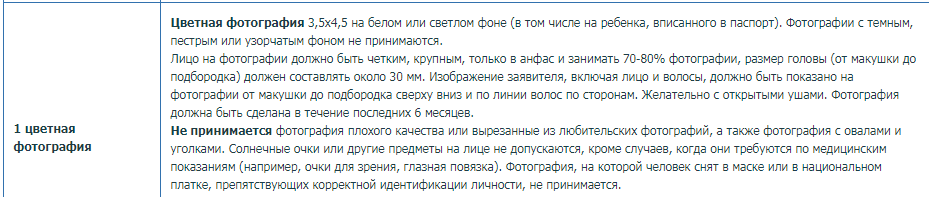 1 цветная
фотография
Цветная фотография 3,5х4,5 на белом или светлом фоне (в том числе на ребенка, вписанного в паспорт). Фотографии с темным,
пестрым или узорчатым фоном не принимаются.
Лицо на фотографии должно быть четким, крупным, только в анфас и занимать 70-80% фотографии, размер головы (от макушки до
подбородка) должен составлять около 30 мм. Изображение заявителя, включая лицо и волосы, должно быть показано на
фотографии от макушки до подбородка сверху вниз и по линии волос по сторонам. Желательно с открытыми ушами. Фотография
должна быть сделана в течение последних 6 месяцев.
Не принимается фотография плохого качества или вырезанные из любительских фотографий, а также фотография с овалами и
уголками. Солнечные очки или другие предметы на лице не допускаются, кроме случаев, когда они требуются по медицинским
показаниям (например, очки для зрения, глазная повязка). Фотография, на которой человек снят в маске или в национальном
платке, препятствующих корректной идентификации личности, не принимается.